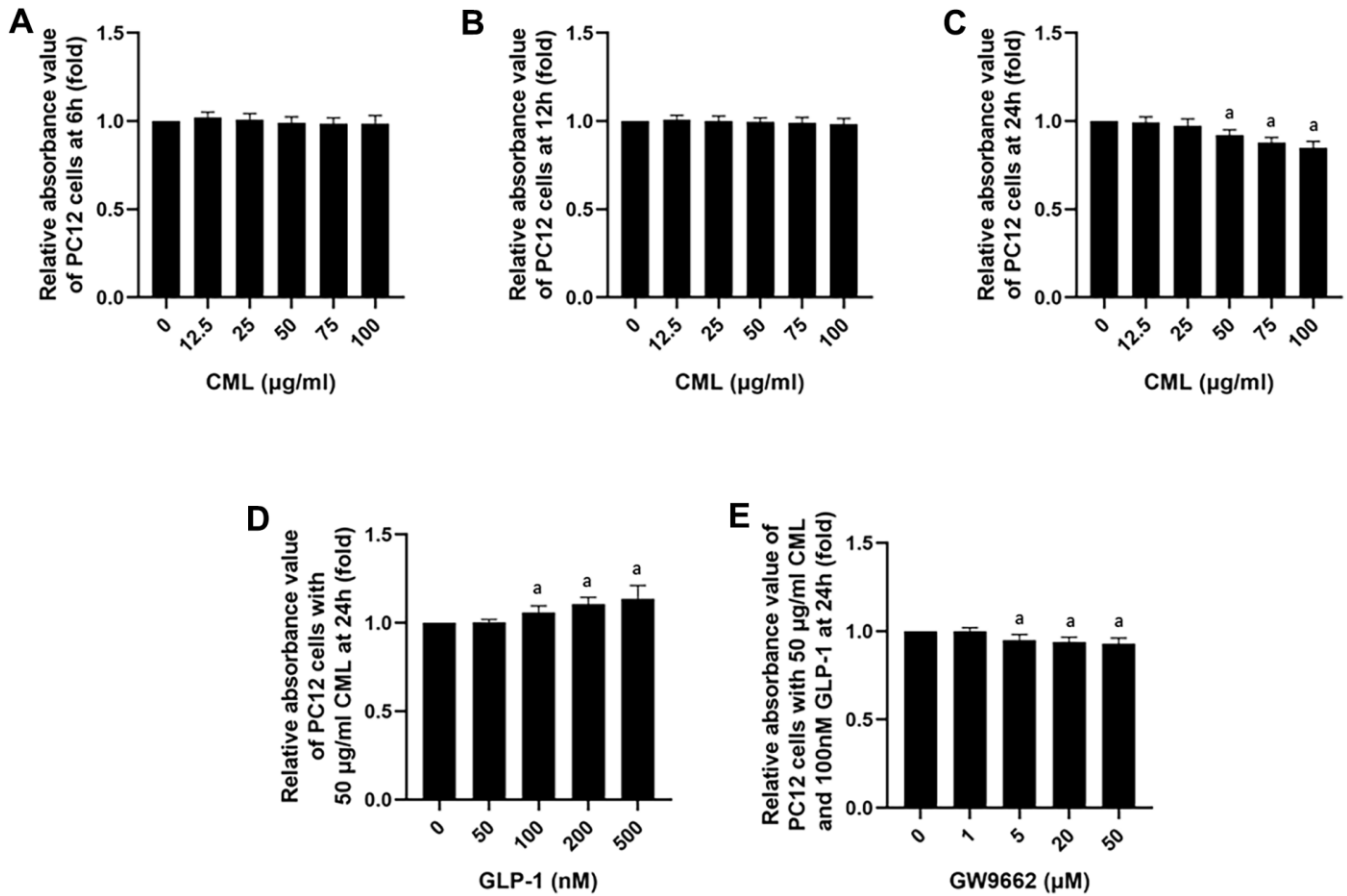 A
Relative absorbance value
of PC12 cells at 6h (fold)
1.5
1.0
0.5
0.0
0
12.5
25
50
75
100
CML (µg/ml)
B
Relative absorbance value
of PC12 cells at 12h (fold)
1.5
1.0
0.5
0.0
0
12.5
25
50
75
100
CML (µg/ml)
C
Relative absorbance value
of PC12 cells at 24h (fold)
1.5
1.0
0.5
0.0
a
a
a
0
12.5
25
50
75
100
CML (µg/ml)
D
Relative absorbance value
of PC12 cells with
50 µg/ml CML at 24h (fold)
1.5
1.0
0.5
0.0
a
a
a
0
50
100
200
500
GLP-1 (nM)
E
Relative absorbance value of
PC12 cells with 50 µg/ml CML
and 100nM GLP-1 at 24h (fold)
1.5
1.0
0.5
0.0
a
a
a
0
1
5
20
50
GW9662 (µM)